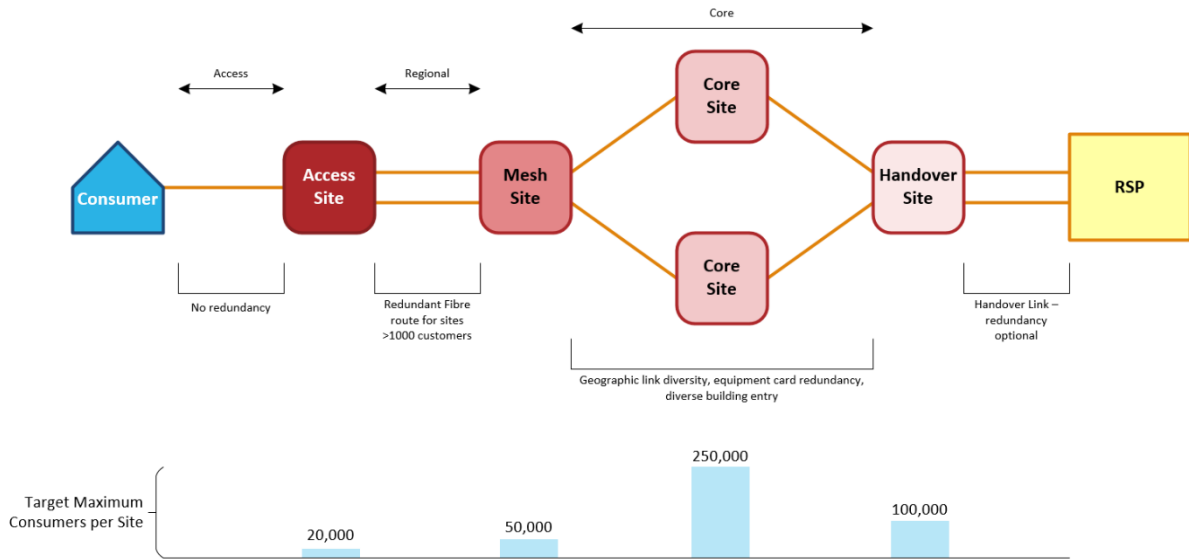 Core
Access
Regional
Core
Site
Consumer
Access
Site
Mesh
Site
Handover
Site
RSP
Core
Site
No redundancy
Redundant Fibre
route for sites
>1000 customers
Handover Link –
redundancy
optional
Geographic link diversity, equipment card redundancy,
diverse building entry
Target Maximum
Consumers per Site
20,000
50,000
250,000
100,000